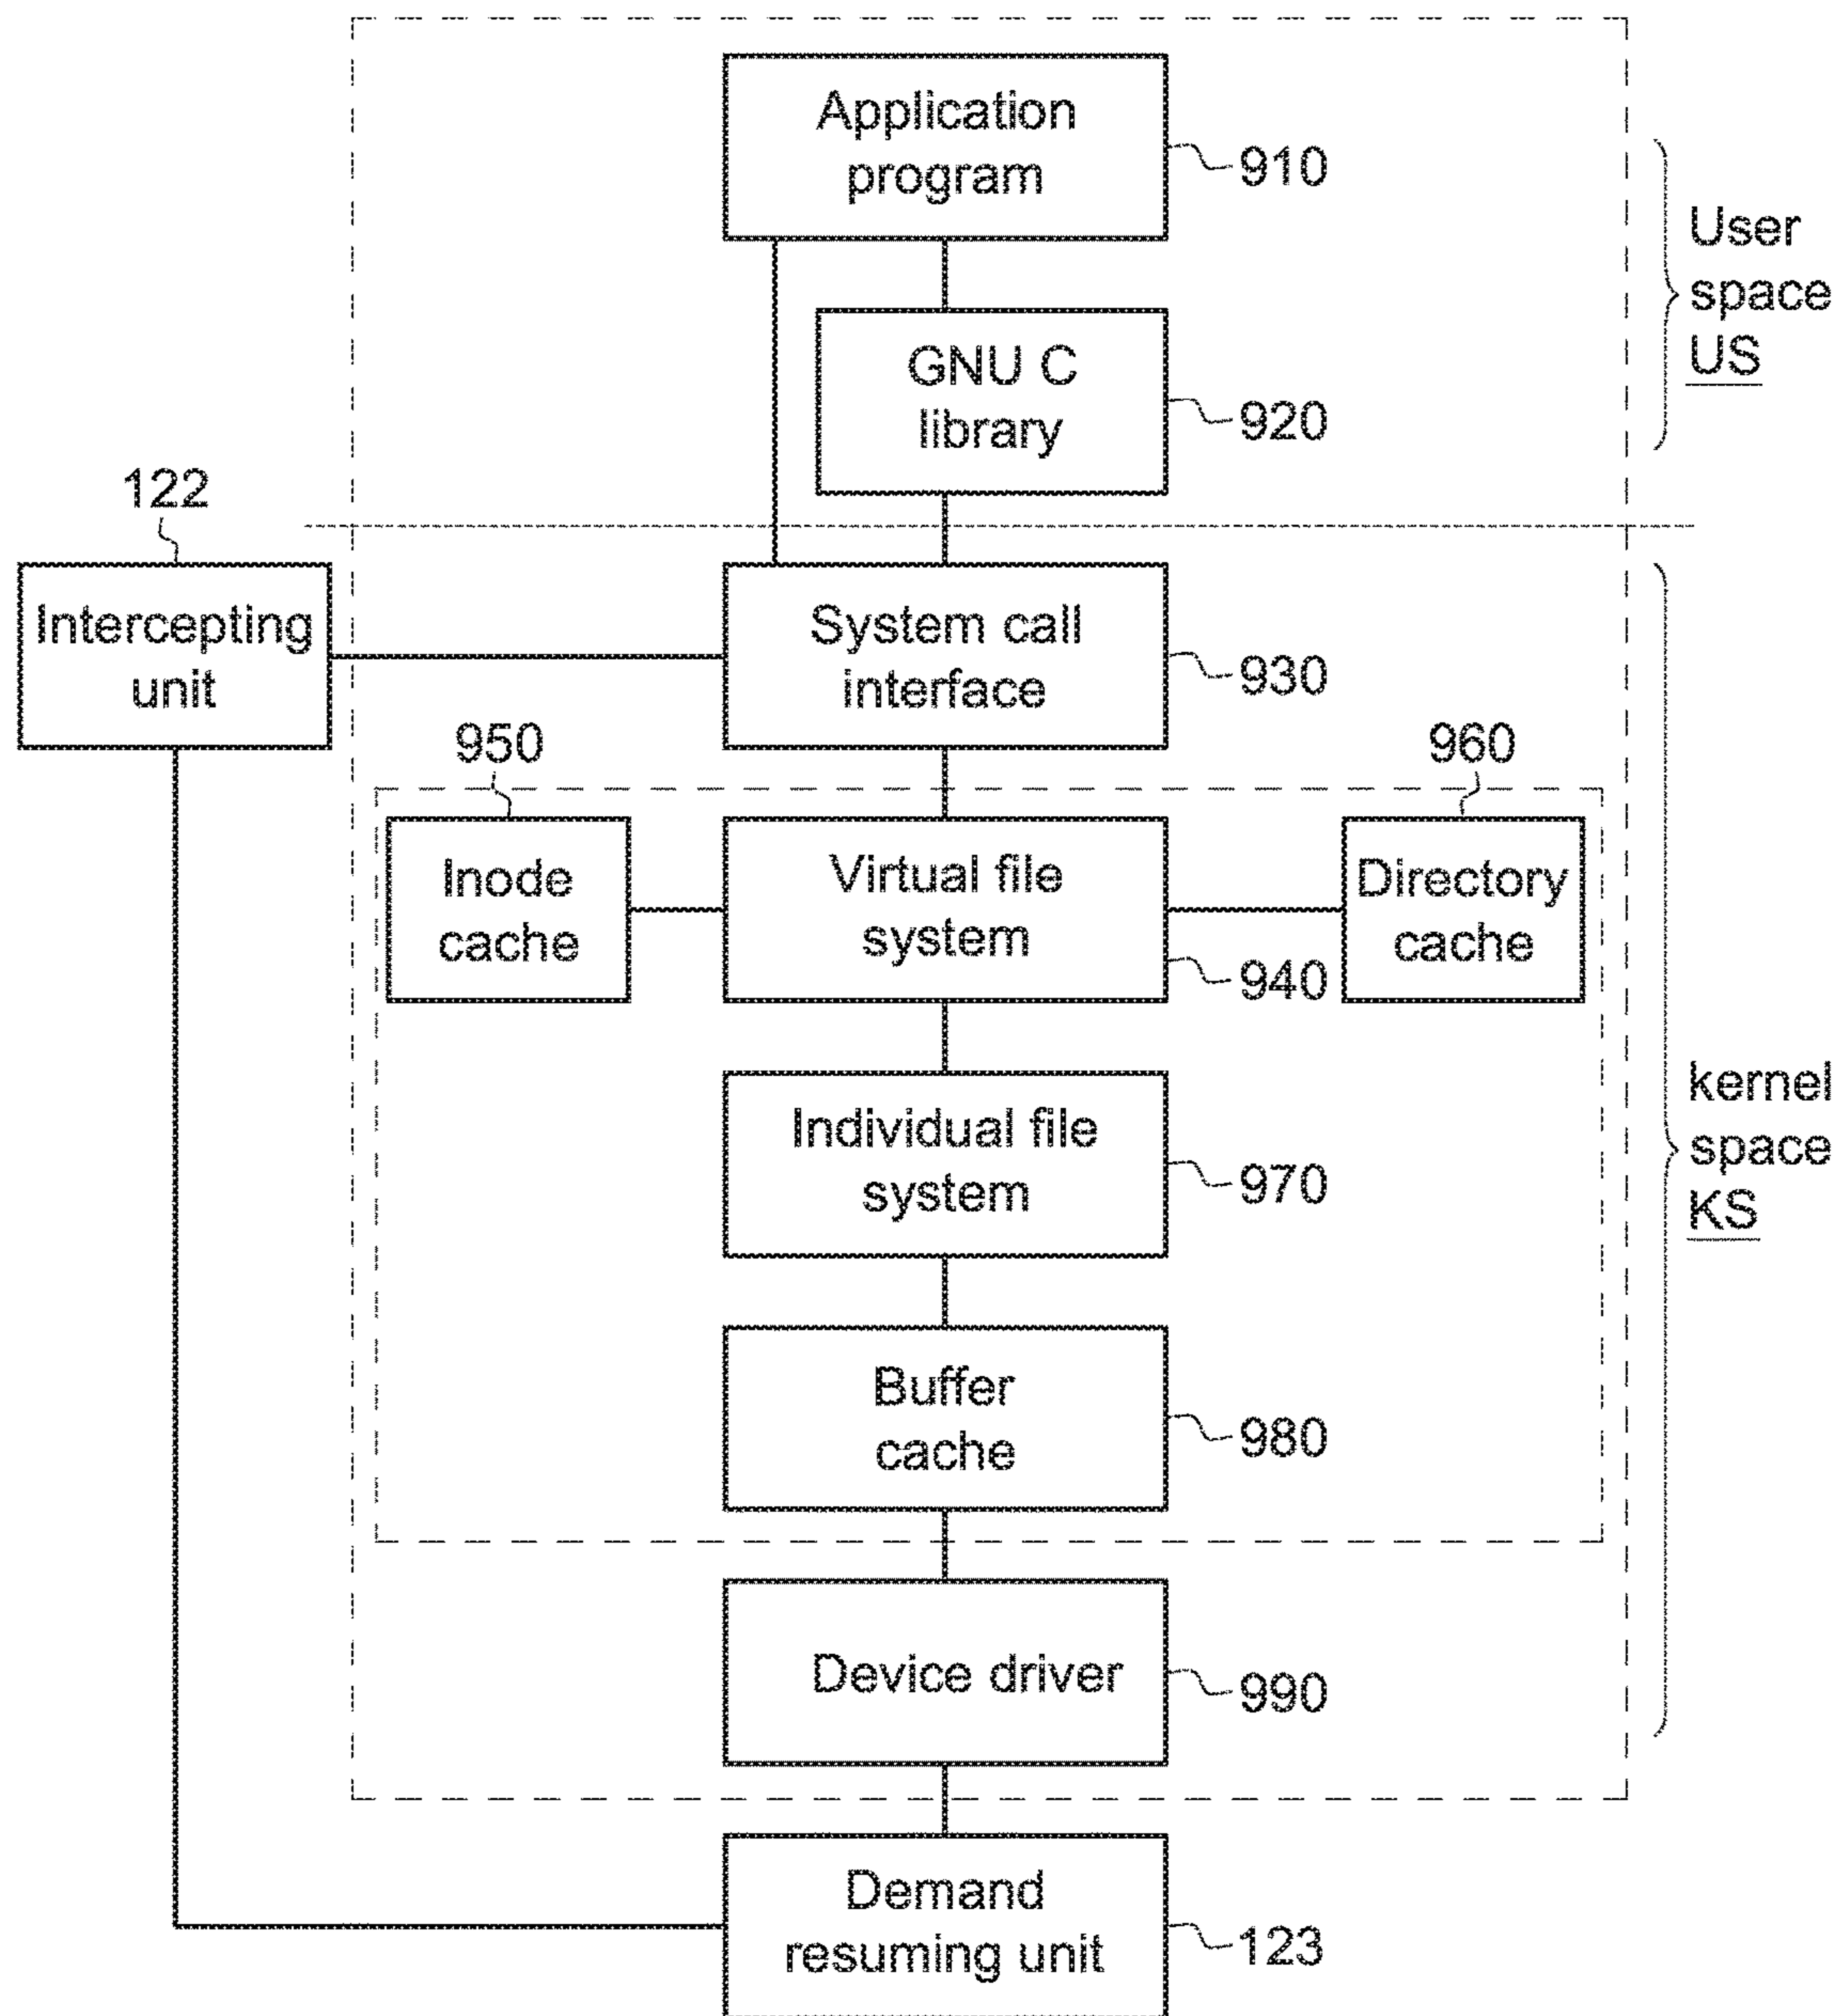 Application
program
910
User
space
US
GNU C
library
920
122
Intercepting
unit
System call
interface
930
950
960
Inode
cache
Virtual file
system
940
Directory
cache
kernel
space
KS
Individual file
system
970
Buffer
cache
980
Device driver
990
Demand
resuming unit
123